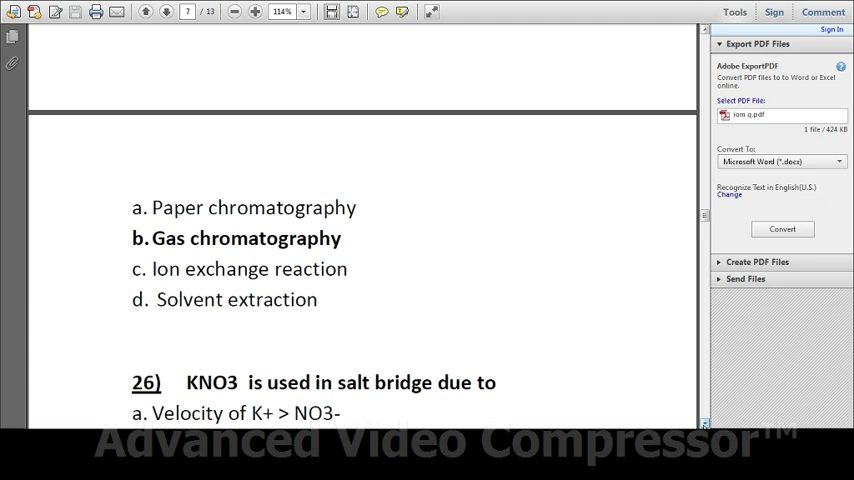 7 / 13
114%
Tools
Sign
Comment
Sign In
Export PDF Files
Adobe ExportPDF
Convert PDF files to to Word or Excel
online.
Select PDF File:
iom q.pdf
1 file / 424 KB
Convert To:
Microsoft Word (*.docx)
Recognize Text in English(U.S.)
Change
Convert
Create PDF Files
Send Files
a. Paper chromatography
b. Gas chromatography
c. Ion exchange reaction
d. Solvent extraction
26) KNO3 is used in salt bridge due to
a. Velocity of K+ > NO3-
Advanced Video Compressor™